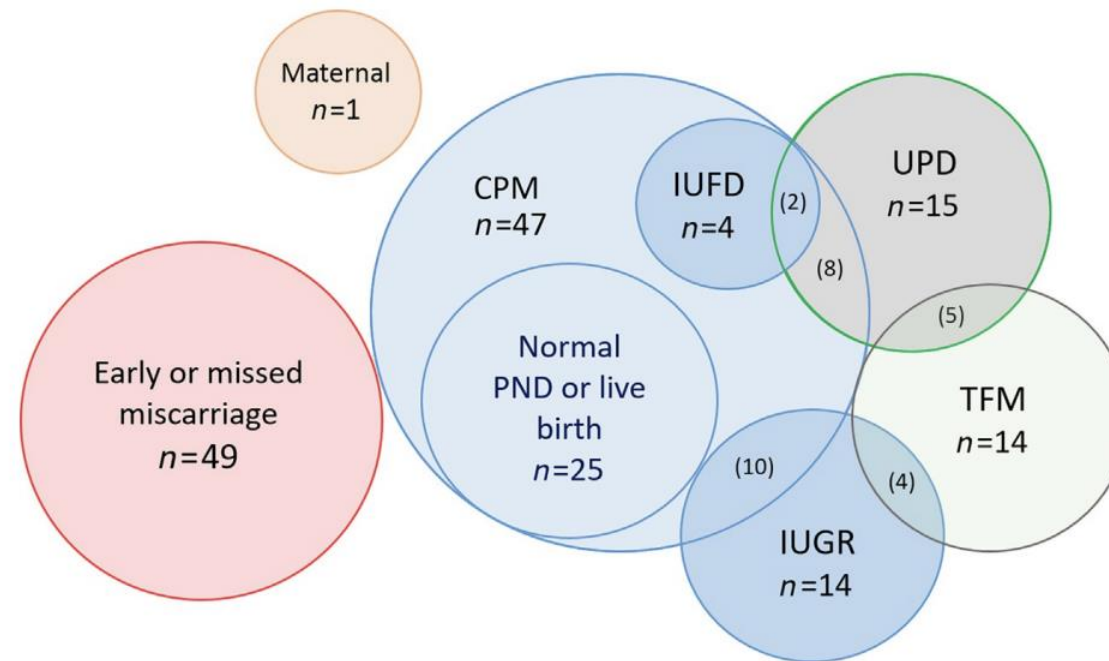 Maternal
n=1
CPM
n=47
IUFD
n=4
(2)
UPD
n=15
(8)
(5)
Early or missed
miscarriage
n=49
Normal
PND or live
birth
n=25
TFM
n=14
(10)
(4)
IUGR
n=14